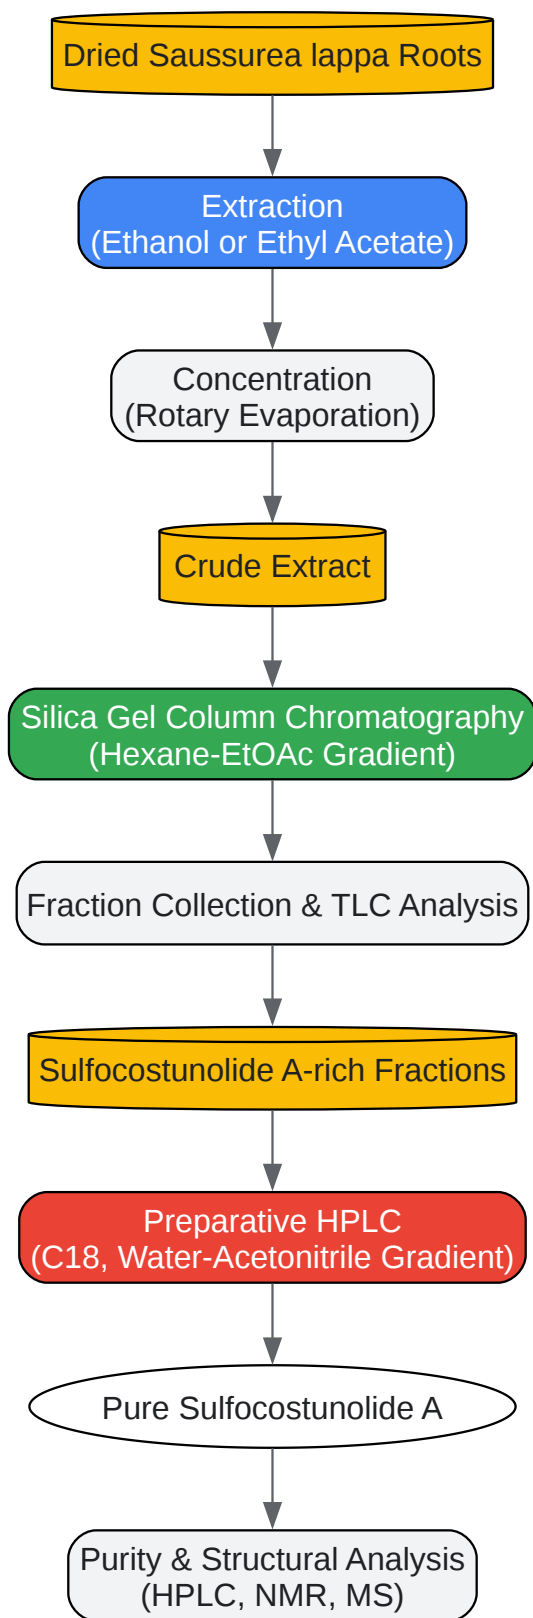 Dried Saussurea lappa Roots
Extraction
(Ethanol or Ethyl Acetate)
Concentration
(Rotary Evaporation)
Crude Extract
Silica Gel Column Chromatography
(Hexane-EtOAc Gradient)
Fraction Collection & TLC Analysis
Sulfocostunolide A-rich Fractions
Preparative HPLC
(C18, Water-Acetonitrile Gradient)
Pure Sulfocostunolide A
Purity & Structural Analysis
(HPLC, NMR, MS)